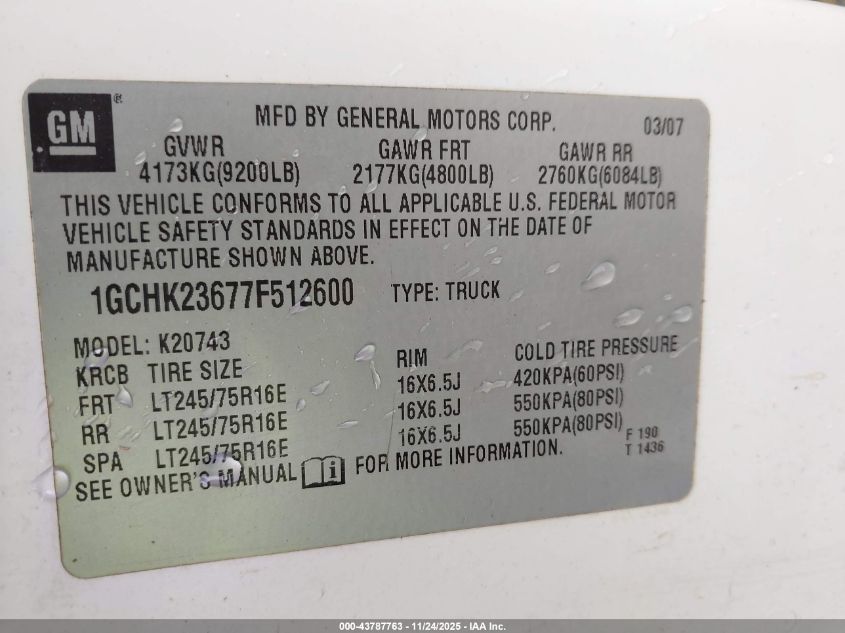 GM®
MFD BY GENERAL MOTORS CORP. 03/07
GVWR GAWR FRT GAWR RR
4173KG(9200LB) 2177KG(4800LB) 2760KG(6084LB)
THIS VEHICLE CONFORMS TO ALL APPLICABLE U.S. FEDERAL MOTOR
VEHICLE SAFETY STANDARDS IN EFFECT ON THE DATE OF
MANUFACTURE SHOWN ABOVE.
1GCHK23677F512600 TYPE: TRUCK
MODEL: K20743
KRCB TIRE SIZE RIM COLD TIRE PRESSURE
FRT LT245/75R16E 16X6.5J 420KPA(60PSI)
RR LT245/75R16E 16X6.5J 550KPA(80PSI)
SPA LT245/75R16E 16X6.5J 550KPA(80PSI)
SEE OWNER'S MANUAL FOR MORE INFORMATION.
F 190
T 1436
000-43787763 - 11/24/2025 - IAA Inc.